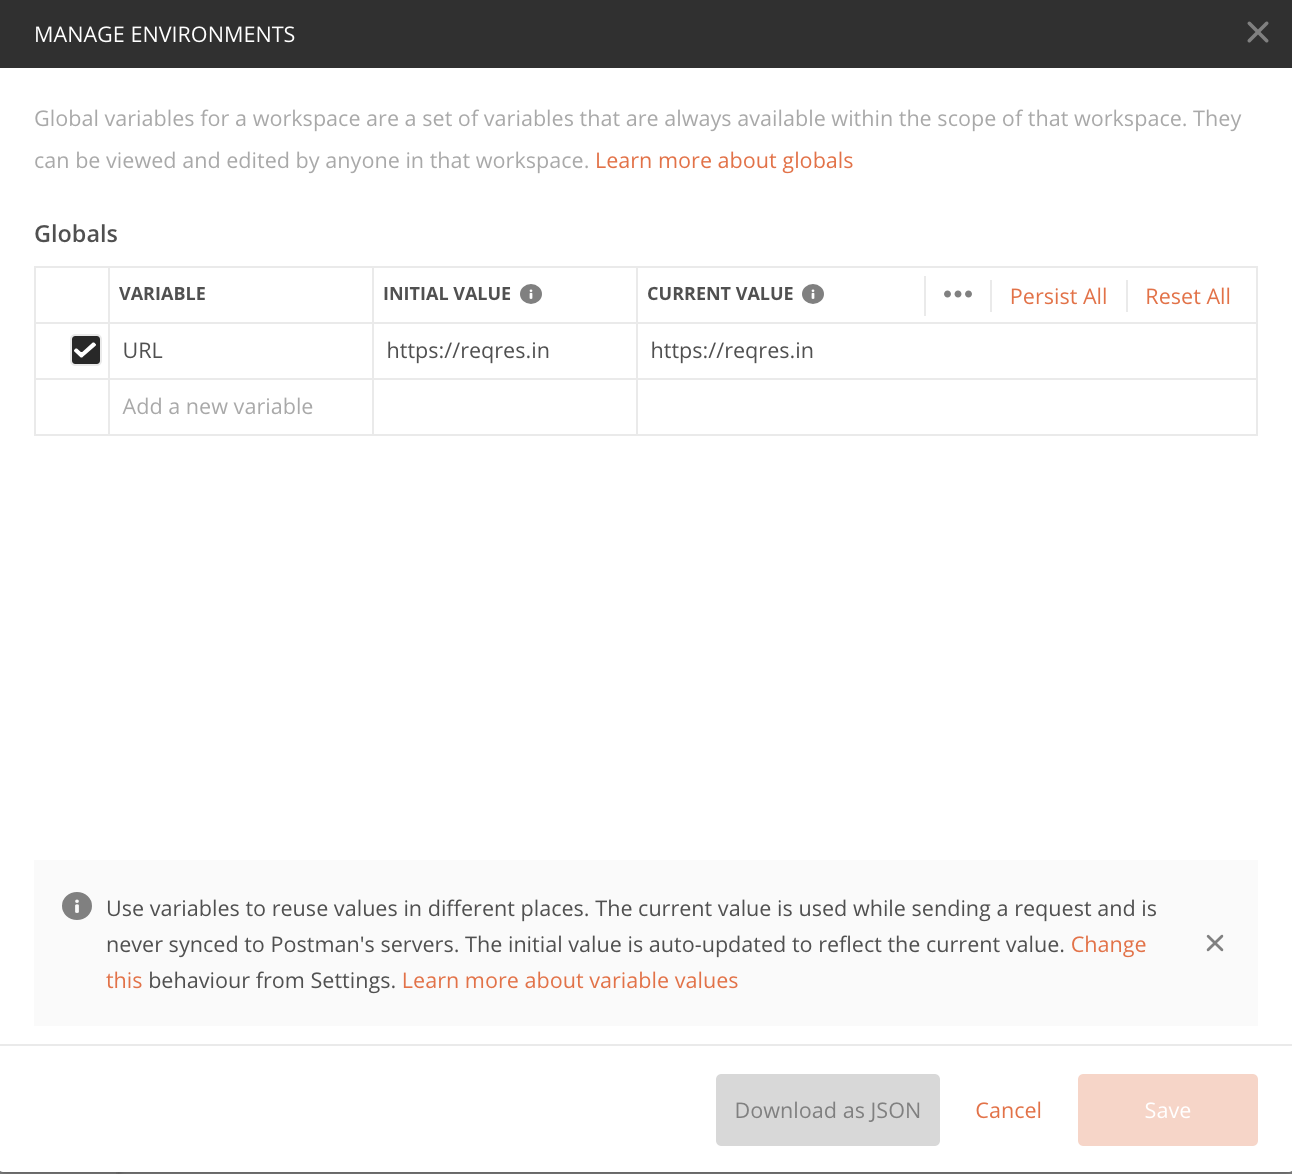 MANAGE ENVIRONMENTS
Global variables for a workspace are a set of variables that are always available within the scope of that workspace. They
can be viewed and edited by anyone in that workspace. Learn more about globals
Globals
VARIABLE INITIAL VALUE CURRENT VALUE Persist All Reset All
URL https://reqres.in https://reqres.in
Add a new variable
Use variables to reuse values in different places. The current value is used while sending a request and is
never synced to Postman's servers. The initial value is auto-updated to reflect the current value. Change
this behaviour from Settings. Learn more about variable values
Download as JSON Cancel Save